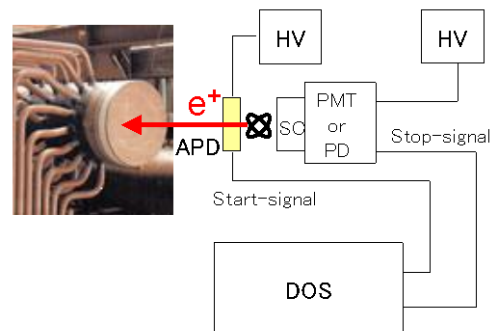 HV
HV
e+
APD
SC
PMT
or
PD
Stop-signal
Start-signal
DOS